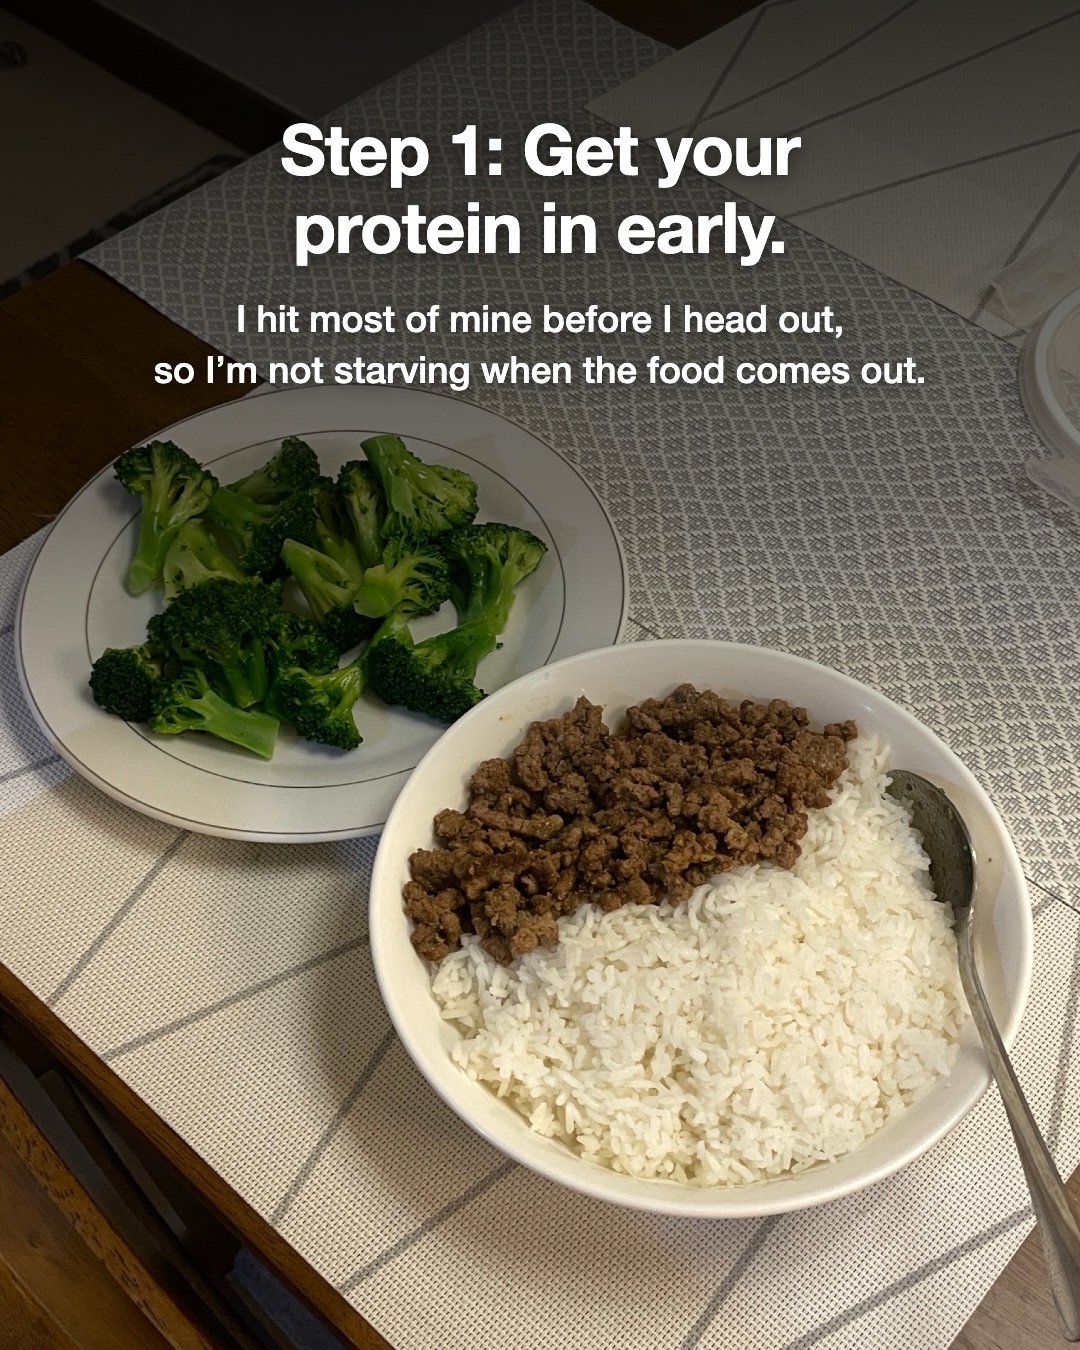 Step 1: Get your
protein in early.
I hit most of mine before I head out,
so I’m not starving when the food comes out.